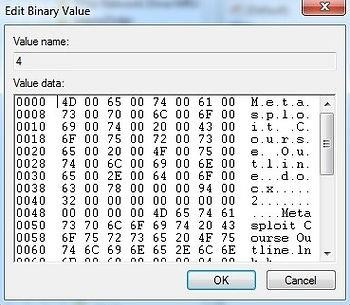 Edit Binary Value
Value name:
4
Value data:
0000 4D 00 65 00 74 00 61 00 M.e.t.a.
0008 73 00 70 00 6C 00 6F 00 s.p.l.o.
0010 69 00 74 00 20 00 43 00 i.t. .C.
0018 6F 00 75 00 72 00 73 00 o.u.r.s.
0020 65 00 20 00 4F 00 75 00 e. .O.u.
0028 74 00 6C 00 69 00 6E 00 t.l.i.n.
0030 65 00 2E 00 64 00 6F 00 e...d.o.
0038 63 00 78 00 00 00 94 00 c.x.....
0040 32 00 00 00 00 00 00 00 2.......
0048 00 00 00 00 4D 65 74 61 ....Meta
0050 73 70 6C 6F 69 74 20 43 sploit C
0058 6F 75 72 73 65 20 4F 75 ourse Ou
0060 74 6C 69 6E 65 2E 6C 6E tline.ln
OK Cancel